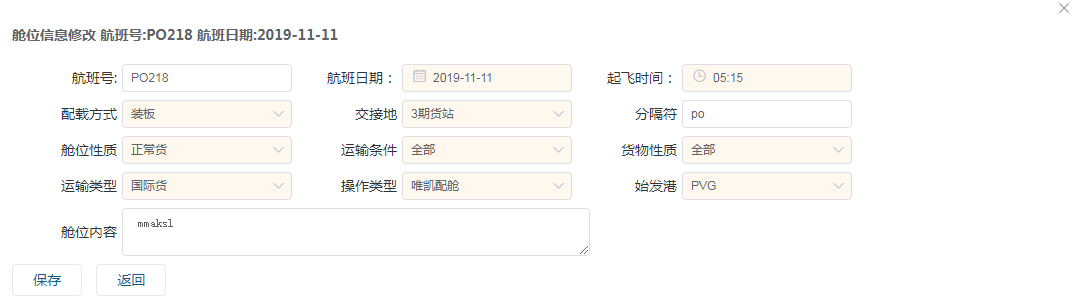 舱位信息修改 航班号:PO218 航班日期:2019-11-11
航班号: PO218 航班日期： 2019-11-11 起飞时间： 05:15
配载方式 装板 交接地 3期货站 分隔符 po
舱位性质 正常货 运输条件 全部 货物性质 全部
运输类型 国际货 操作类型 唯凯配舱 始发港 PVG
舱位内容 mmaksl
保存 返回